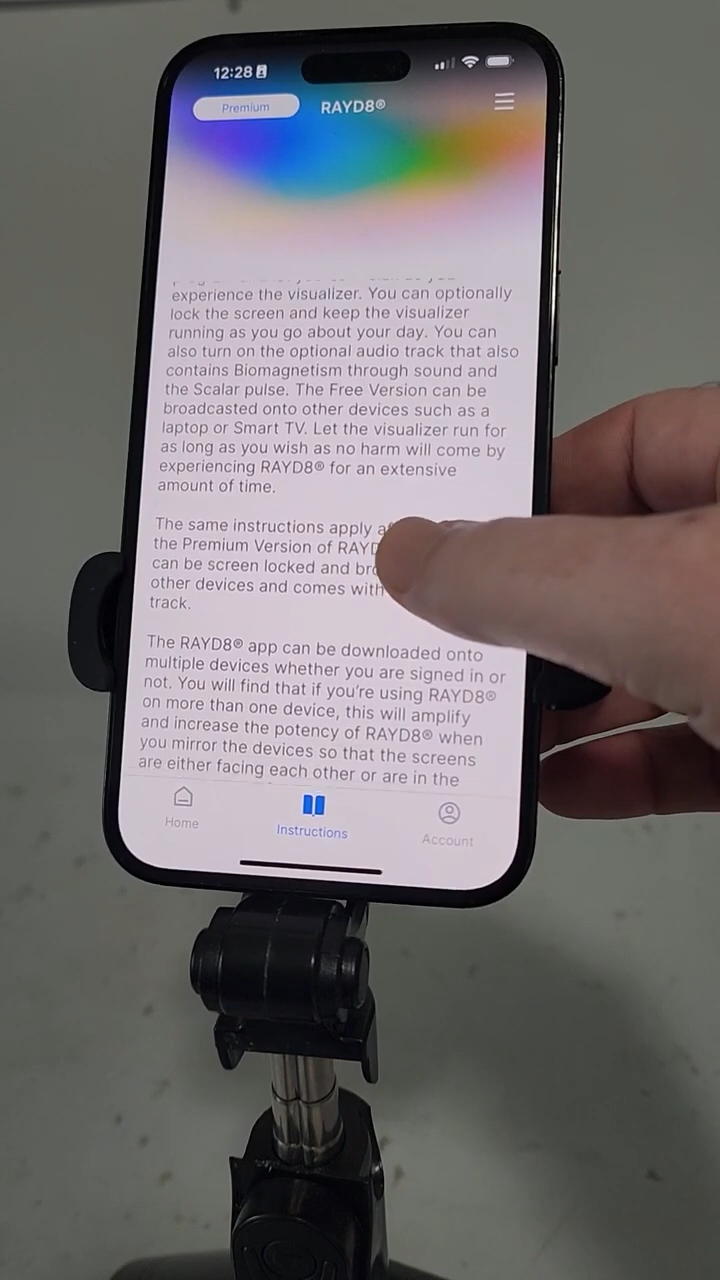 12:28
Premium
RAYD8®
experience the visualizer. You can optionally
lock the screen and keep the visualizer
running as you go about your day. You can
also turn on the optional audio track that also
contains Biomagnetism through sound and
the Scalar pulse. The Free Version can be
broadcasted onto other devices such as a
laptop or Smart TV. Let the visualizer run for
as long as you wish as no harm will come by
experiencing RAYD8® for an extensive
amount of time.
The same instructions apply
the Premium Version of
can be screen locked and
other devices and comes with
track.
The RAYD8® app can be downloaded onto
multiple devices whether you are signed in or
not. You will find that if you're using RAYD8®
on more than one device, this will amplify
and increase the potency of RAYD8® when
you mirror the devices so that the screens
are either facing each other or are in the
Home
Instructions
Account